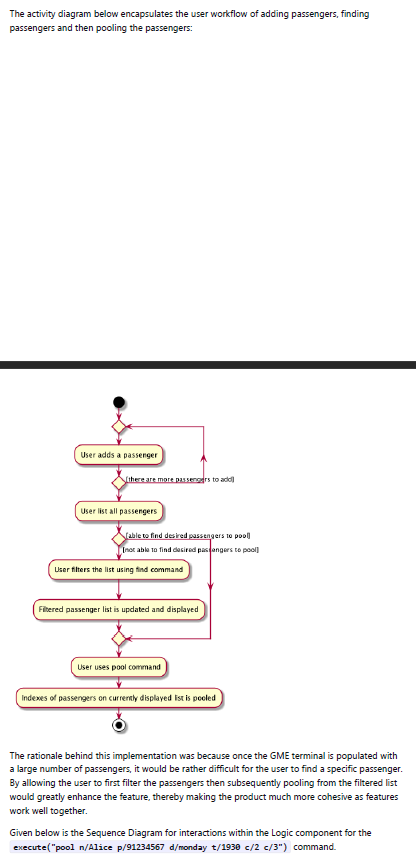 The activity diagram below encapsulates the user workflow of adding passengers, finding
passengers and then pooling the passengers:
User adds a passenger
[there are more passengers to add]
User list all passengers
[able to find desired passengers to pool]
[not able to find desired passengers to pool]
User filters the list using find command
Filtered passenger list is updated and displayed
User uses pool command
Indexes of passengers on currently displayed list is pooled
The rationale behind this implementation was because once the GME terminal is populated with
a large number of passengers, it would be rather difficult for the user to find a specific passenger.
By allowing the user to first filter the passengers then subsequently pooling from the filtered list
would greatly enhance the feature, thereby making the product much more cohesive as features
work well together.
Given below is the Sequence Diagram for interactions within the Logic component for the
execute("pool n/Alice p/91234567 d/monday t/1930 c/2 c/3") command.